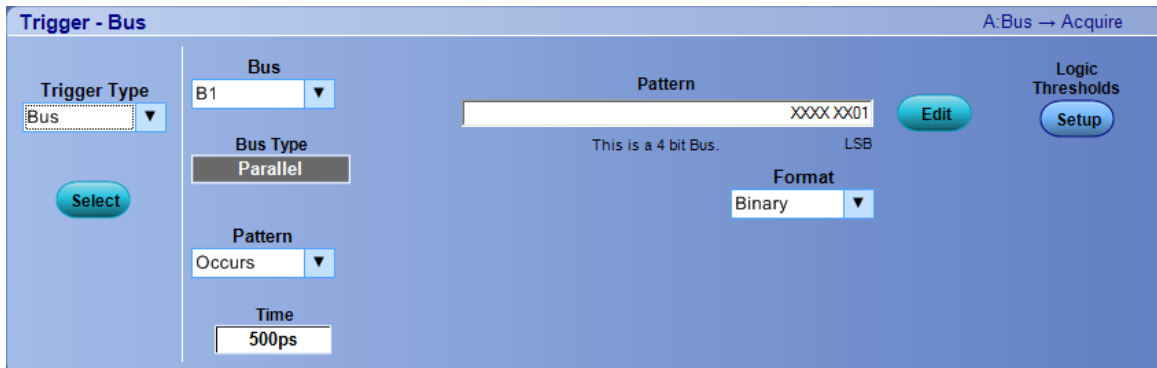 Trigger - Bus
A:Bus → Acquire
Trigger Type
Bus
Select
Bus
B1
Bus Type
Parallel
Pattern
Occurs
Time
500ps
Pattern
XXXX XX01
This is a 4 bit Bus.
LSB
Edit
Format
Binary
Logic
Thresholds
Setup